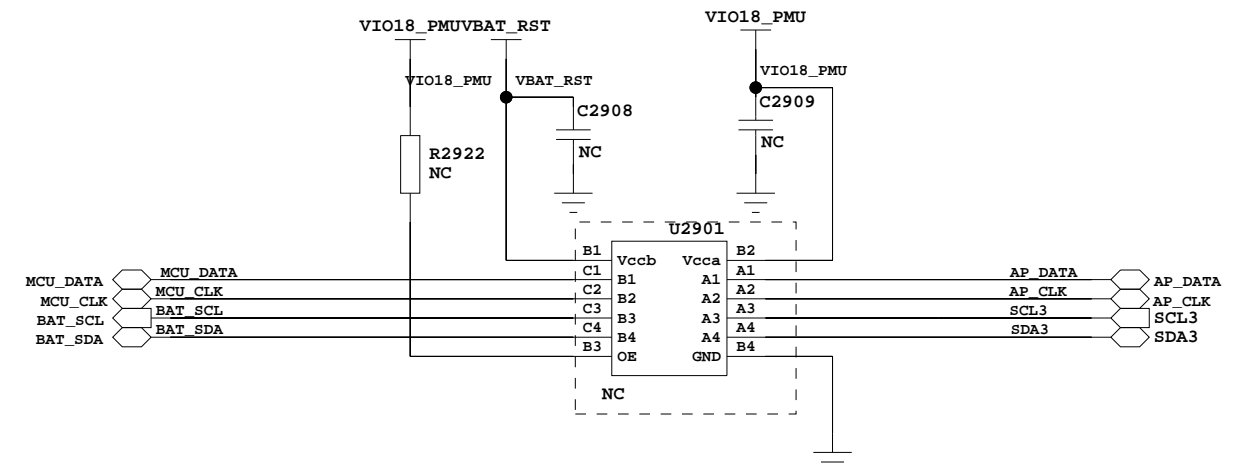 VIO18_PMU
VIO18_PMUVBAT_RST
VIO18_PMU
VIO18_PMU VBAT_RST
C2909
C2908
NC
NC
R2922
NC
U2901
B1 Vccb Vcca B2
MCU_DATA MCU_DATA C1 B1 A1 A1 AP_DATA AP_DATA
MCU_CLK MCU_CLK C2 B2 A2 A2 AP_CLK AP_CLK
BAT_SCL BAT_SCL C3 B3 A3 A3 SCL3 SCL3
BAT_SDA BAT_SDA C4 B4 A4 A4 SDA3 SDA3
B3 OE GND B4
NC